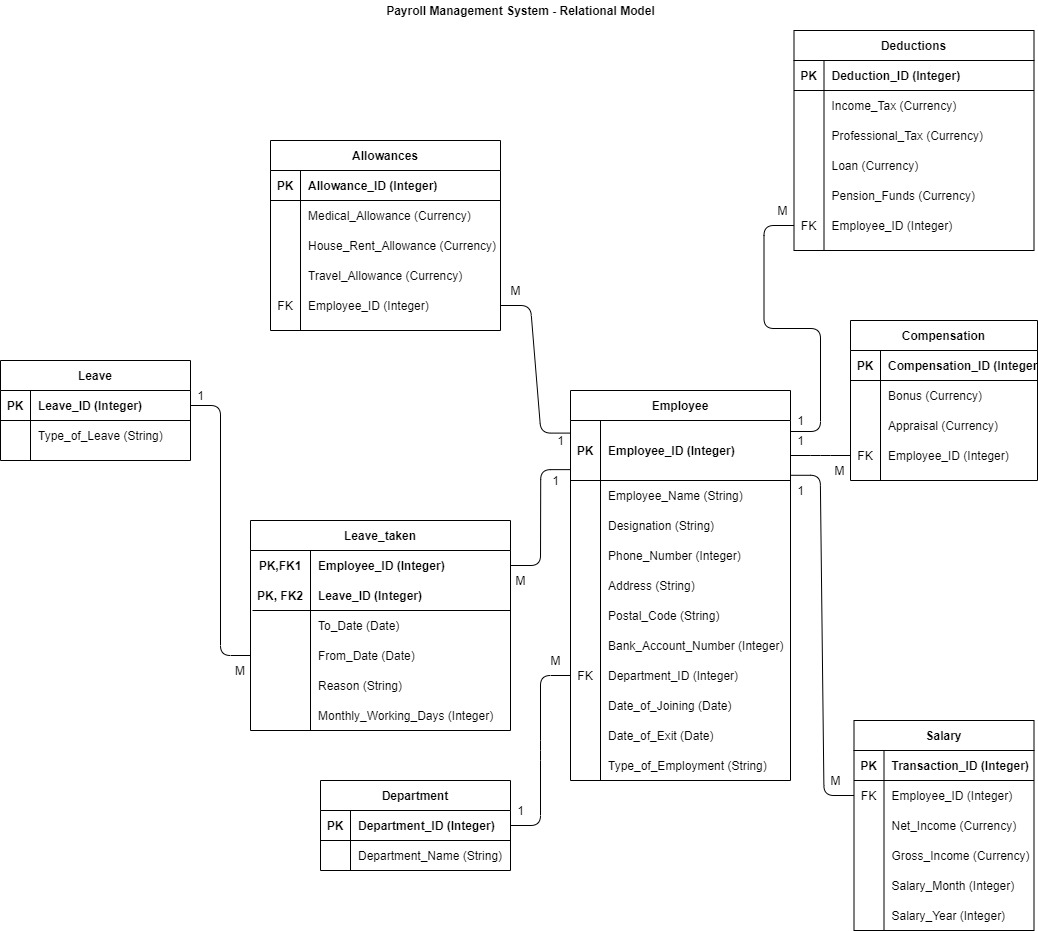 Payroll Management System - Relational Model
Deductions
PK Deduction_ID (Integer)
Income_Tax (Currency)
Professional_Tax (Currency)
Loan (Currency)
Pension_Funds (Currency)
M
FK Employee_ID (Integer)
Allowances
PK Allowance_ID (Integer)
Medical_Allowance (Currency)
House_Rent_Allowance (Currency)
Travel_Allowance (Currency)
FK Employee_ID (Integer)
M
Compensation
PK Compensation_ID (Integer
Bonus (Currency)
Appraisal (Currency)
FK Employee_ID (Integer)
M
Leave
PK Leave_ID (Integer)
Type_of_Leave (String)
1
Employee
PK Employee_ID (Integer)
Employee_Name (String)
Designation (String)
Phone_Number (Integer)
Address (String)
Postal_Code (String)
Bank_Account_Number (Integer)
FK Department_ID (Integer)
Date_of_Joining (Date)
Date_of_Exit (Date)
Type_of_Employment (String)
1
1
1
1
1
M
Leave_taken
PK,FK1 Employee_ID (Integer)
PK, FK2 Leave_ID (Integer)
To_Date (Date)
From_Date (Date)
Reason (String)
Monthly_Working_Days (Integer)
M
M
Department
PK Department_ID (Integer)
Department_Name (String)
1
Salary
PK Transaction_ID (Integer)
FK Employee_ID (Integer)
Net_Income (Currency)
Gross_Income (Currency)
Salary_Month (Integer)
Salary_Year (Integer)
M